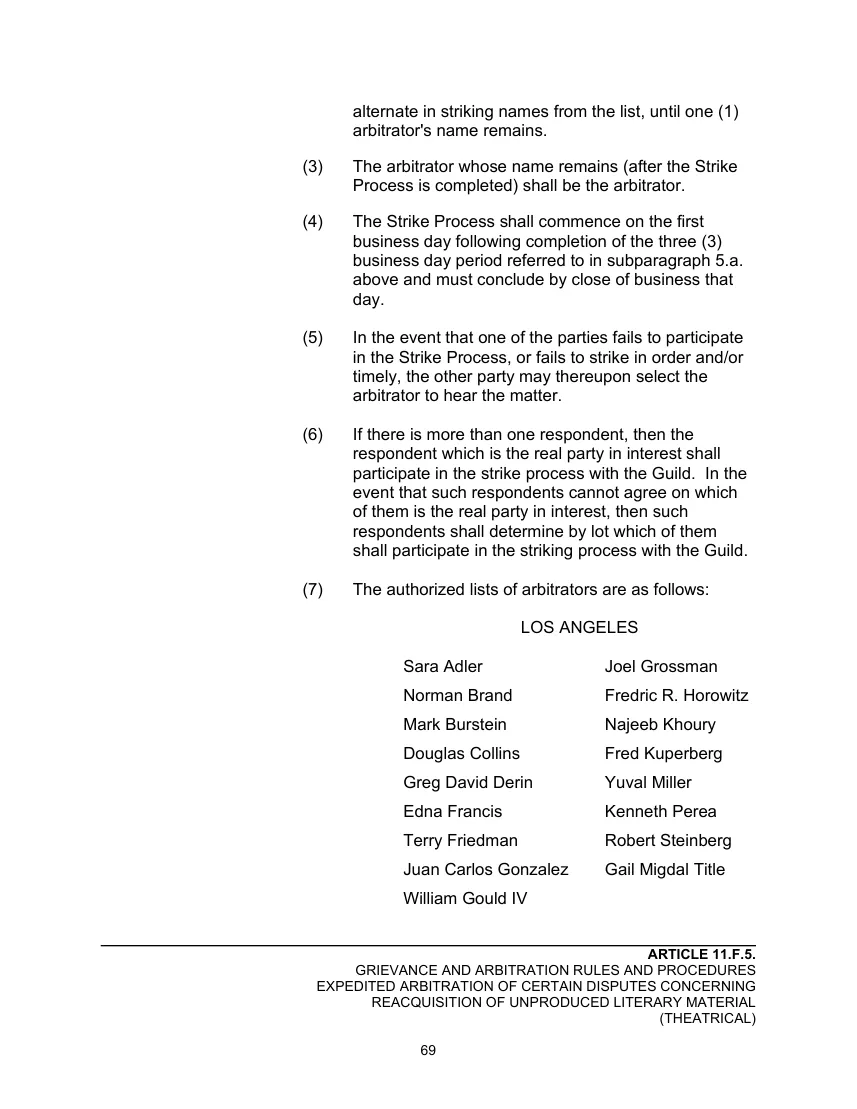 alternate in striking names from the list, until one (1)
arbitrator's name remains.
(3) The arbitrator whose name remains (after the Strike
Process is completed) shall be the arbitrator.
(4) The Strike Process shall commence on the first
business day following completion of the three (3)
business day period referred to in subparagraph 5.a.
above and must conclude by close of business that
day.
(5) In the event that one of the parties fails to participate
in the Strike Process, or fails to strike in order and/or
timely, the other party may thereupon select the
arbitrator to hear the matter.
(6) If there is more than one respondent, then the
respondent which is the real party in interest shall
participate in the strike process with the Guild.  In the
event that such respondents cannot agree on which
of them is the real party in interest, then such
respondents shall determine by lot which of them
shall participate in the striking process with the Guild.
(7) The authorized lists of arbitrators are as follows:
LOS ANGELES
Sara Adler Joel Grossman
Norman Brand Fredric R. Horowitz
Mark Burstein Najeeb Khoury
Douglas Collins Fred Kuperberg
Greg David Derin Yuval Miller
Edna Francis Kenneth Perea
Terry Friedman Robert Steinberg
Juan Carlos Gonzalez Gail Migdal Title
William Gould IV
ARTICLE 11.F.5.
GRIEVANCE AND ARBITRATION RULES AND PROCEDURES
EXPEDITED ARBITRATION OF CERTAIN DISPUTES CONCERNING
REACQUISITION OF UNPRODUCED LITERARY MATERIAL
(THEATRICAL)
69